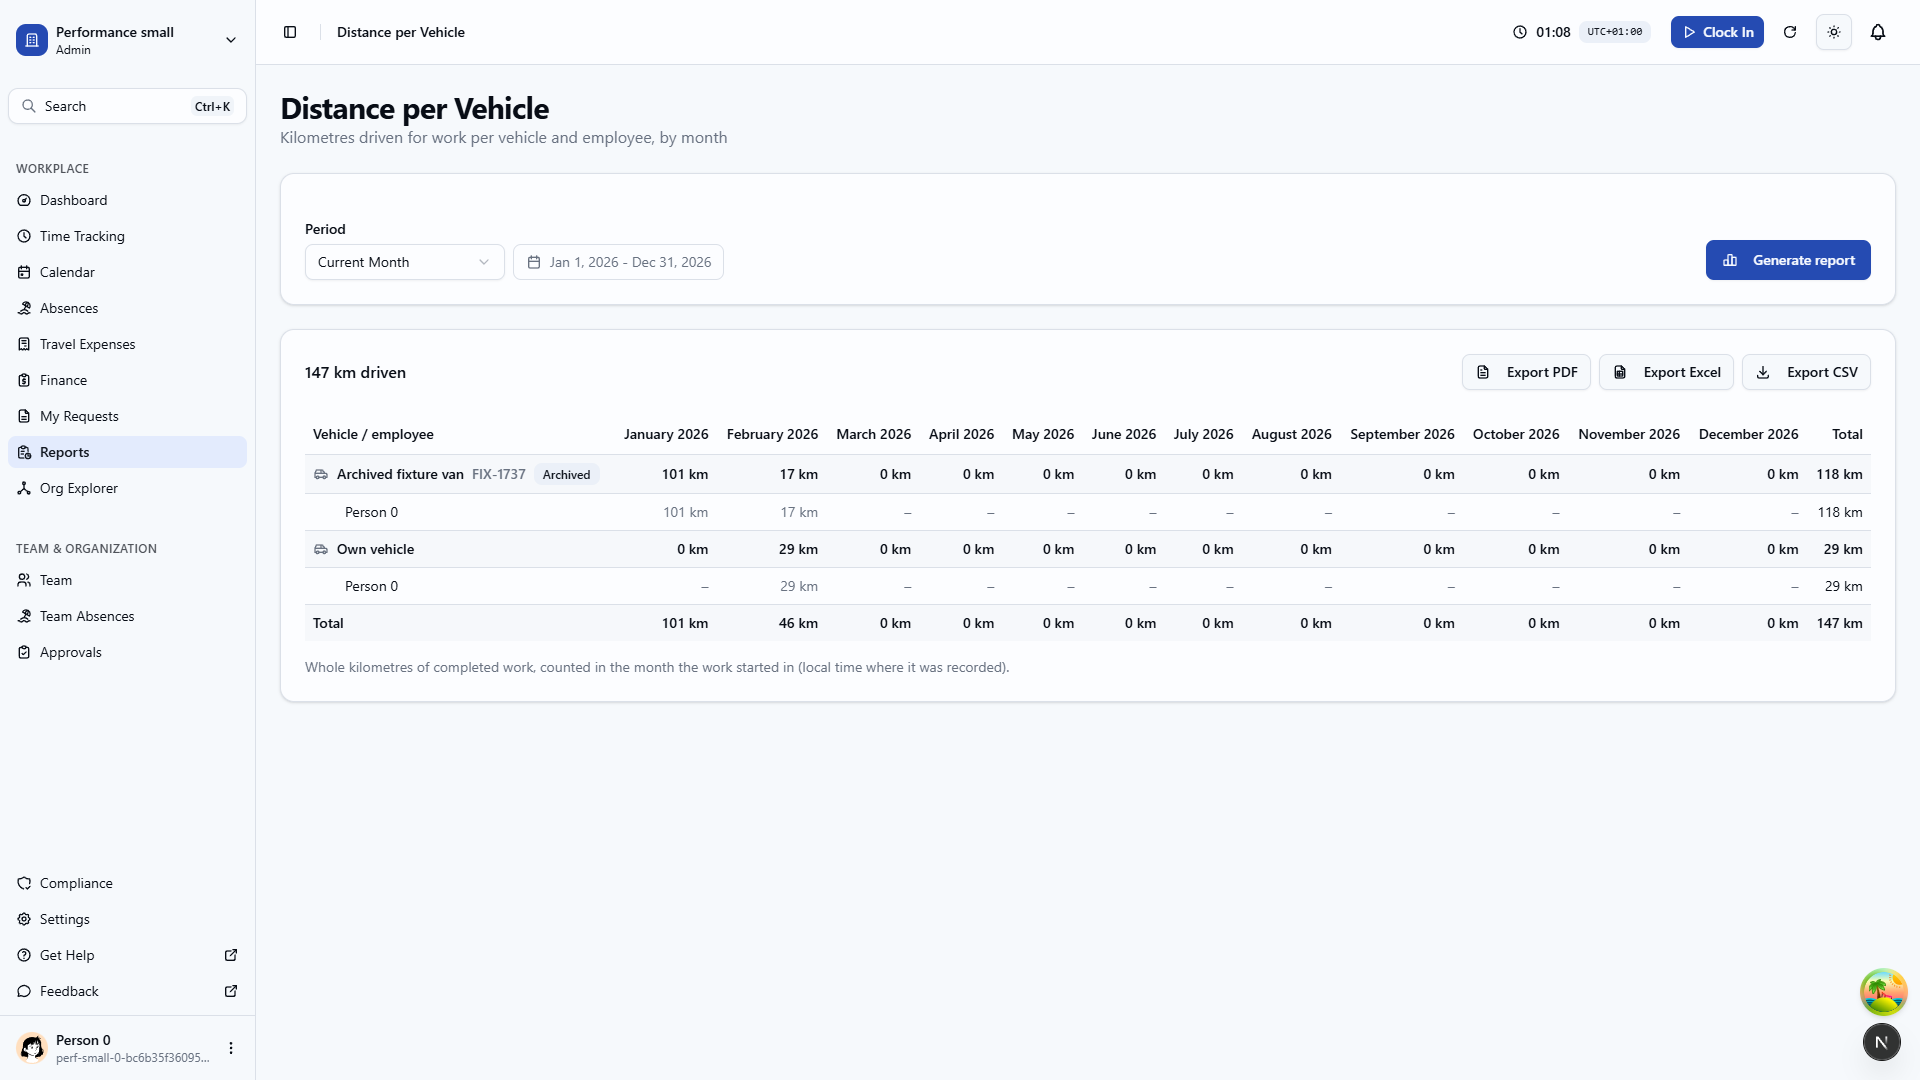 Performance small
Admin
Search Ctrl+K
WORKPLACE
Dashboard
Time Tracking
Calendar
Absences
Travel Expenses
Finance
My Requests
Reports
Org Explorer
TEAM & ORGANIZATION
Team
Team Absences
Approvals
Compliance
Settings
Get Help
Feedback
Person 0
perf-small-0-bc6b35f36095...
Distance per Vehicle
01:08 UTC+01:00 Clock In
Distance per Vehicle
Kilometres driven for work per vehicle and employee, by month
Period
Current Month Jan 1, 2026 - Dec 31, 2026 Generate report
147 km driven Export PDF Export Excel Export CSV
Vehicle / employee January 2026 February 2026 March 2026 April 2026 May 2026 June 2026 July 2026 August 2026 September 2026 October 2026 November 2026 December 2026 Total
Archived fixture van FIX-1737 Archived 101 km 17 km 0 km 0 km 0 km 0 km 0 km 0 km 0 km 0 km 0 km 0 km 118 km
Person 0 101 km 17 km – – – – – – – – – – 118 km
Own vehicle 0 km 29 km 0 km 0 km 0 km 0 km 0 km 0 km 0 km 0 km 0 km 0 km 29 km
Person 0 – 29 km – – – – – – – – – – 29 km
Total 101 km 46 km 0 km 0 km 0 km 0 km 0 km 0 km 0 km 0 km 0 km 0 km 147 km
Whole kilometres of completed work, counted in the month the work started in (local time where it was recorded).
N